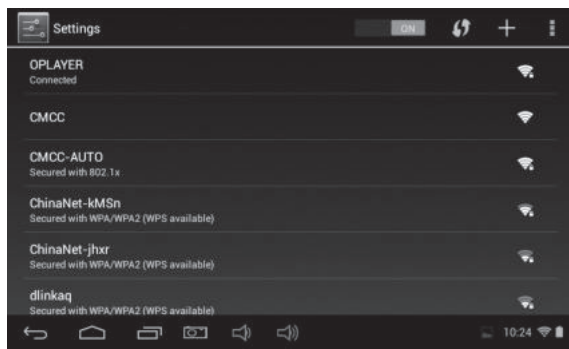 Settings
ON
OPLAYER
Connected
CMCC
CMCC-AUTO
Secured with 802.1x
ChinaNet-kMSn
Secured with WPA/WPA2 (WPS available)
ChinaNet-jhxr
Secured with WPA/WPA2 (WPS available)
dlinkaq
Secured with WPA/WPA2 (WPS available)
10:24